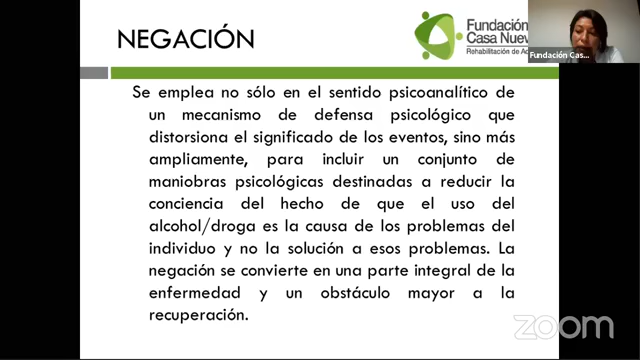 NEGACIÓN
Fundación
Casa Nuev
Rehabilitación de Ad
Fundación Cas...
Se emplea no sólo en el sentido psicoanalítico de
un mecanismo de defensa psicológico que
distorsiona el significado de los eventos, sino más
ampliamente, para incluir un conjunto de
maniobras psicológicas destinadas a reducir la
conciencia del hecho de que el uso del
alcohol/droga es la causa de los problemas del
individuo y no la solución a esos problemas. La
negación se convierte en una parte integral de la
enfermedad y un obstáculo mayor a la
recuperación.
zoom